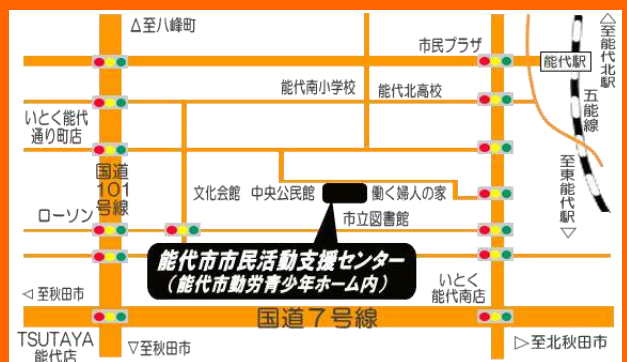 △至八峰町
市民プラザ
能代駅
△至能代北駅
五能線
能代南小学校
能代北高校
いとく能代
通り町店
至東能代駅▽
国道
101
号線
文化会館
中央公民館
働く婦人の家
ローソン
市立図書館
能代市市民活動支援センター
(能代市勤労青少年ホーム内)
◁至秋田市
いとく
能代南店
国道7号線
TSUTAYA
能代店
▽至秋田市
▷至北秋田市